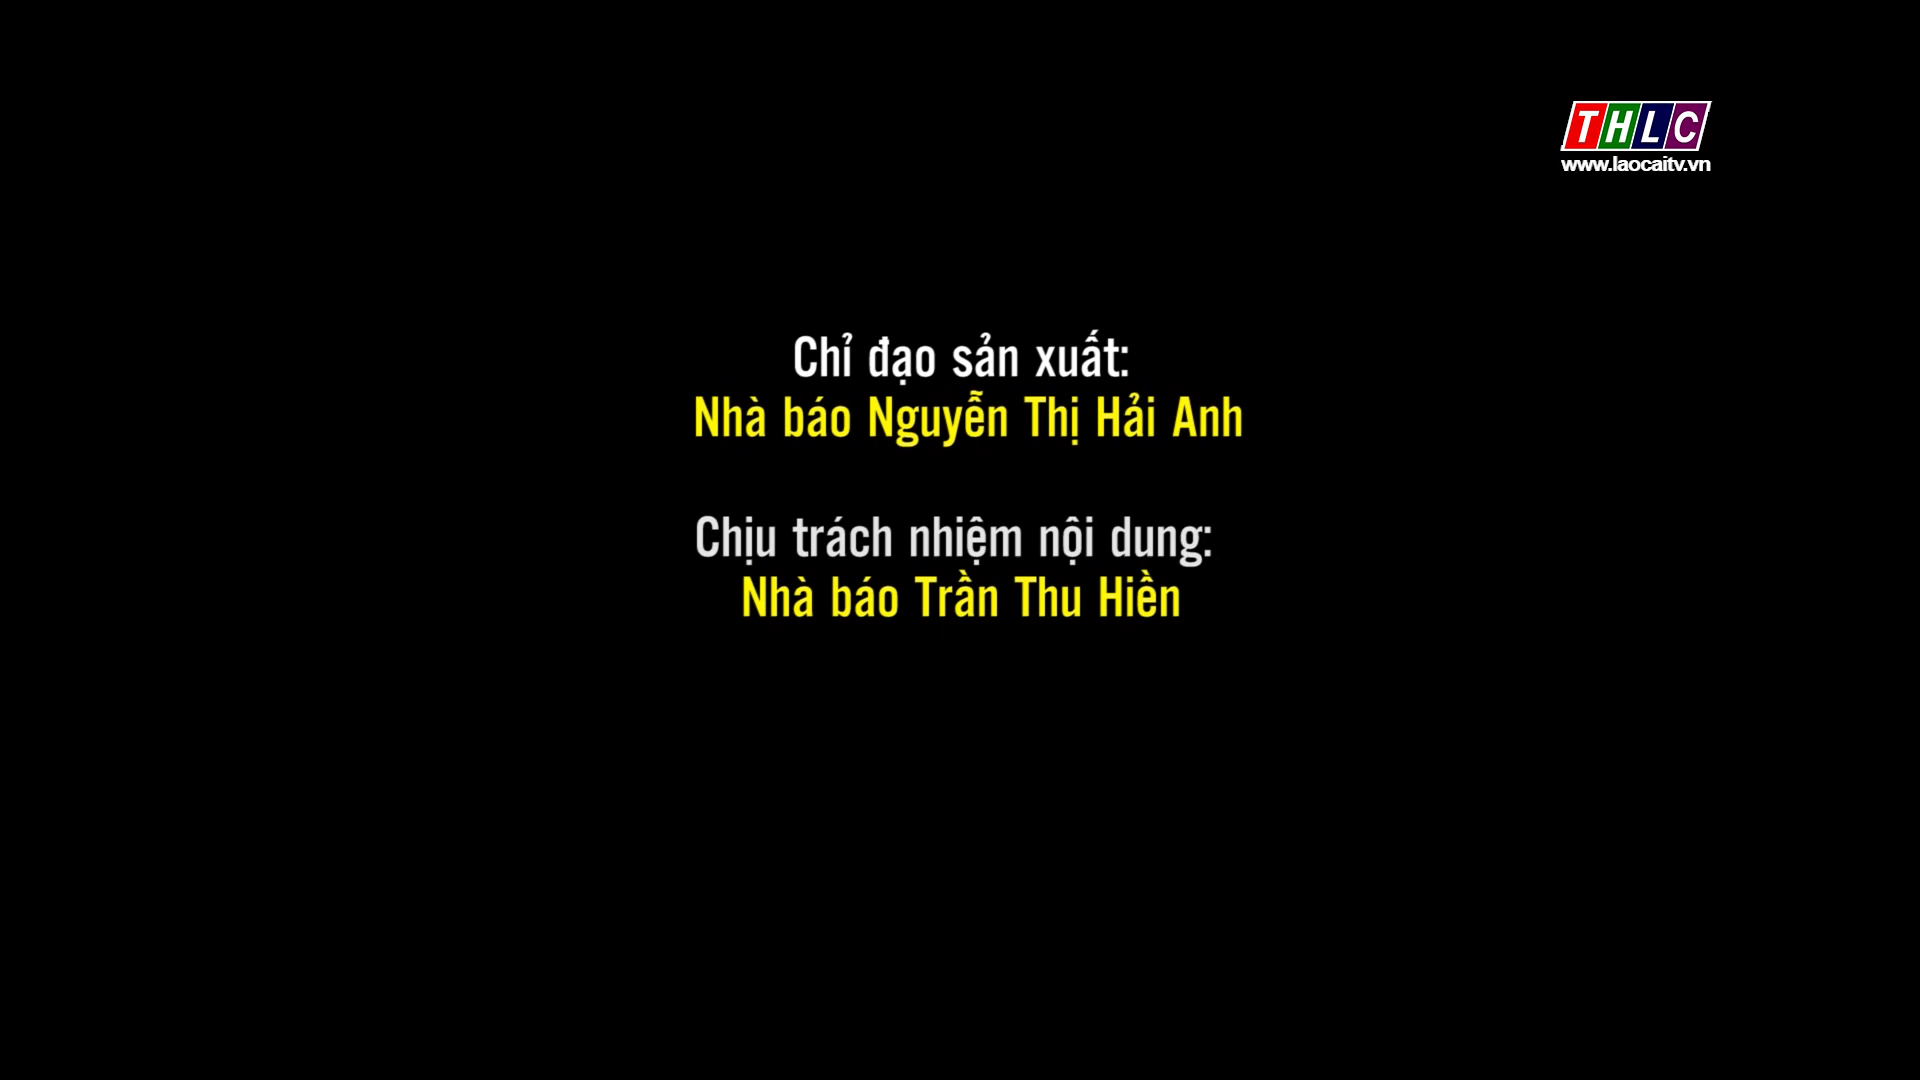 THLC
www.laocaitv.vn
Chỉ đạo sản xuất:
Nhà báo Nguyễn Thị Hải Anh
Chịu trách nhiệm nội dung:
Nhà báo Trần Thu Hiền